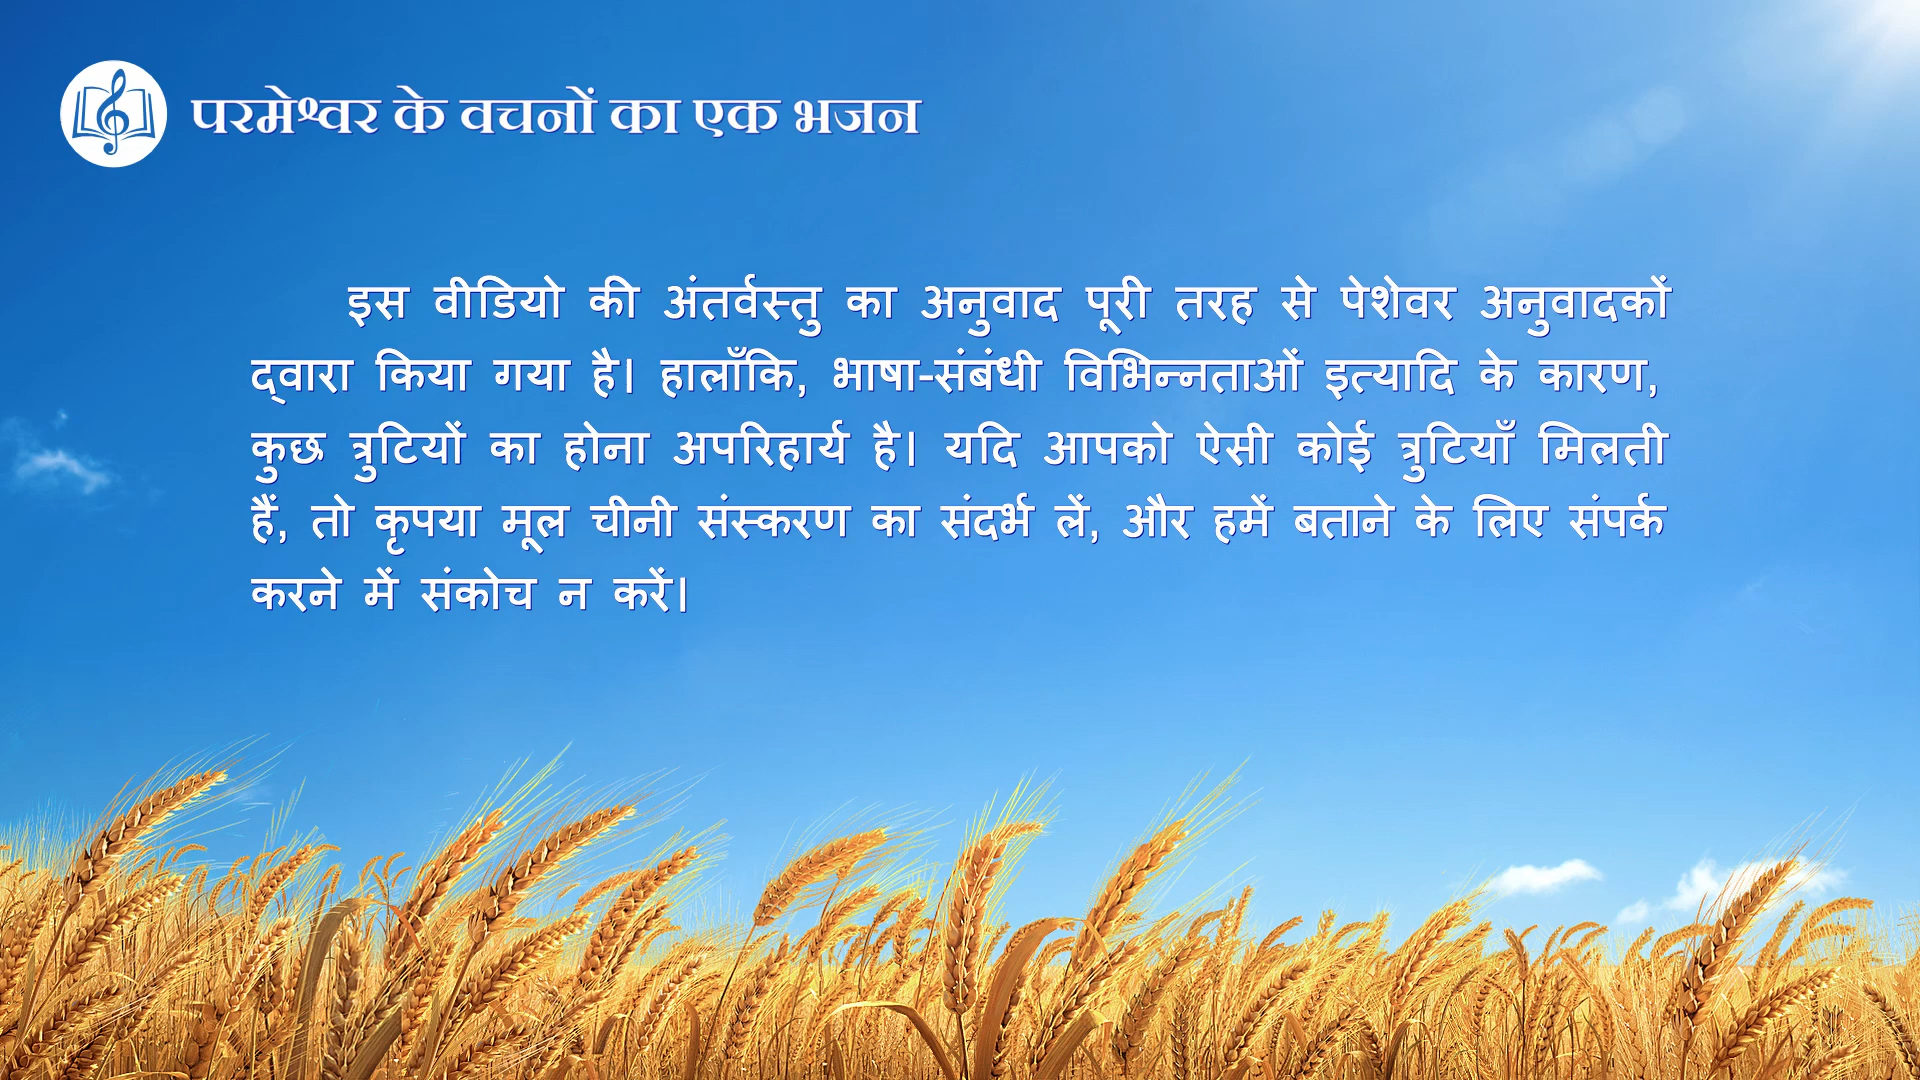 परमेश्वर के वचनों का एक भजन
इस वीडियो की अंतर्वस्तु का अनुवाद पूरी तरह से पेशेवर अनुवादकों
द्वारा किया गया है। हालाँकि, भाषा-संबंधी विभिन्नताओं इत्यादि के कारण,
कुछ त्रुटियों का होना अपरिहार्य है। यदि आपको ऐसी कोई त्रुटियाँ मिलती
हैं, तो कृपया मूल चीनी संस्करण का संदर्भ लें, और हमें बताने के लिए संपर्क
करने में संकोच न करें।